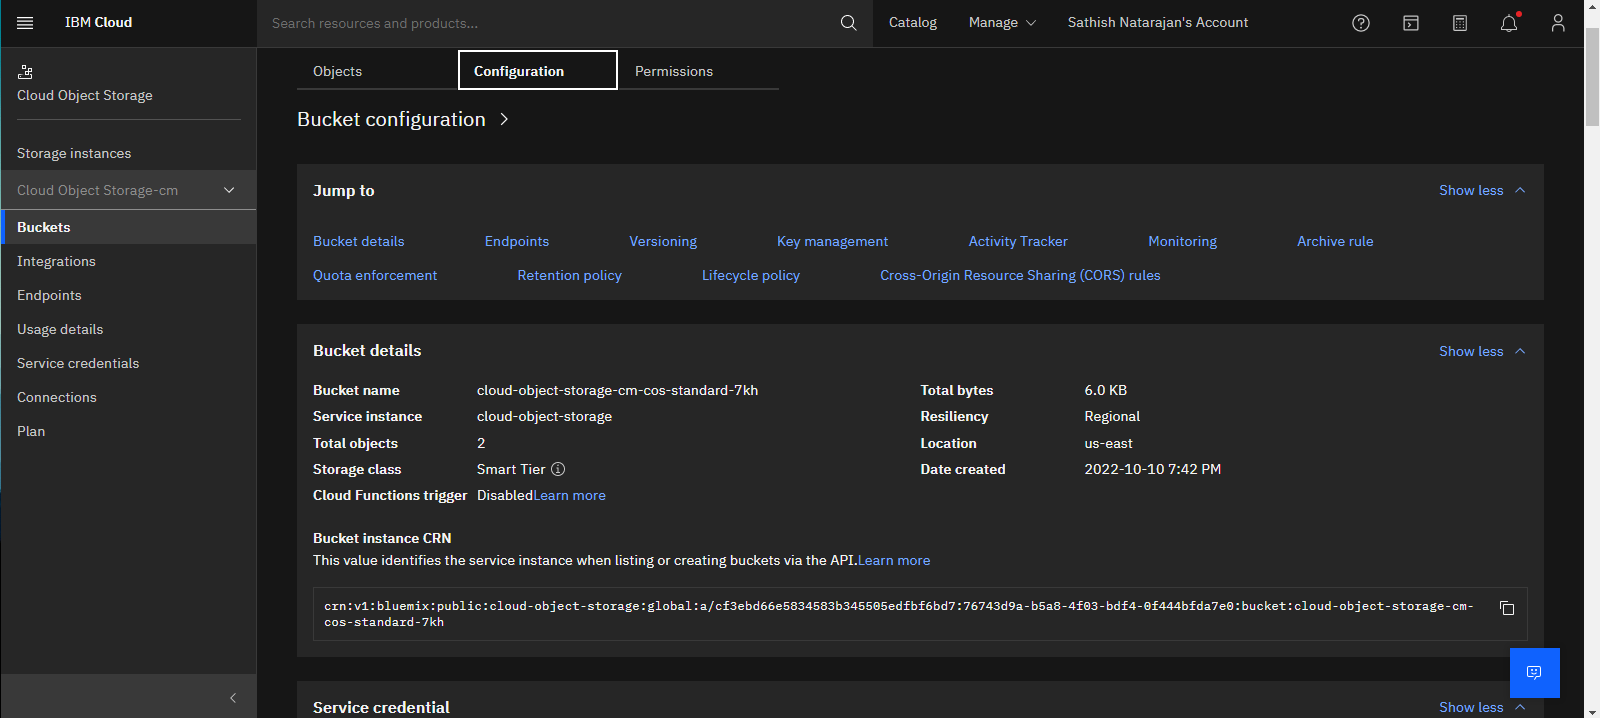 IBM Cloud
Search resources and products...
Catalog
Manage
Sathish Natarajan's Account
Cloud Object Storage
Storage instances
Cloud Object Storage-cm
Buckets
Integrations
Endpoints
Usage details
Service credentials
Connections
Plan
Objects
Configuration
Permissions
Bucket configuration
Jump to
Show less
Bucket details
Endpoints
Versioning
Key management
Activity Tracker
Monitoring
Archive rule
Quota enforcement
Retention policy
Lifecycle policy
Cross-Origin Resource Sharing (CORS) rules
Bucket details
Show less
Bucket name cloud-object-storage-cm-cos-standard-7kh
Service instance cloud-object-storage
Total objects 2
Storage class Smart Tier
Cloud Functions trigger DisabledLearn more
Total bytes 6.0 KB
Resiliency Regional
Location us-east
Date created 2022-10-10 7:42 PM
Bucket instance CRN
This value identifies the service instance when listing or creating buckets via the API.Learn more
crn:v1:bluemix:public:cloud-object-storage:global:a/cf3ebd66e5834583b345505edfbf6bd7:76743d9a-b5a8-4f03-bdf4-0f444bfda7e0:bucket:cloud-object-storage-cm-
cos-standard-7kh
Service credential
Show less